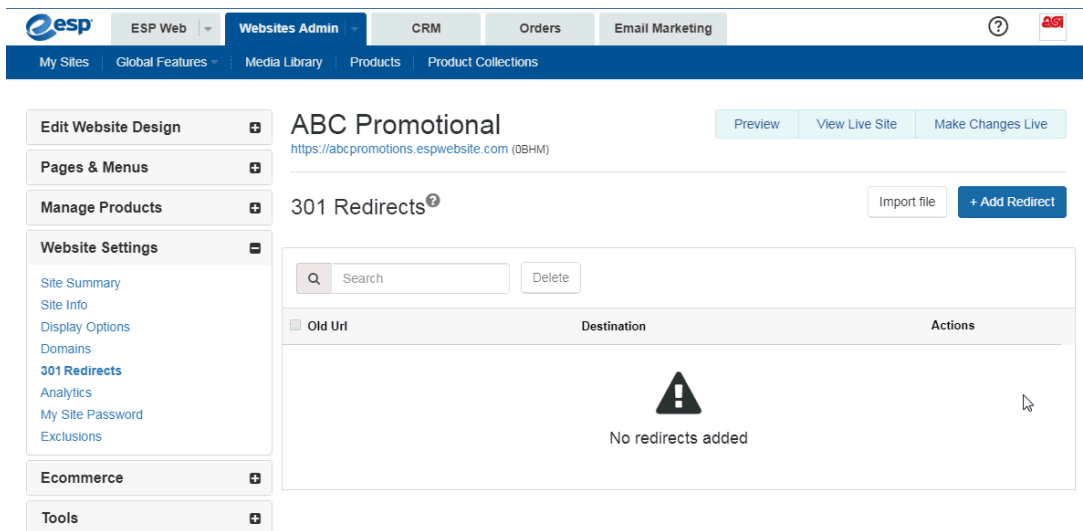 esp ESP Web Websites Admin CRM Orders Email Marketing ? asi
My Sites Global Features Media Library Products Product Collections
Edit Website Design
Pages & Menus
Manage Products
Website Settings
Site Summary
Site Info
Display Options
Domains
301 Redirects
Analytics
My Site Password
Exclusions
Ecommerce
Tools
ABC Promotional
Preview View Live Site Make Changes Live
https://abcpromotions.espwebsite.com (0BHM)
301 Redirects ?
Import file + Add Redirect
Search Delete
Old Url Destination Actions
No redirects added